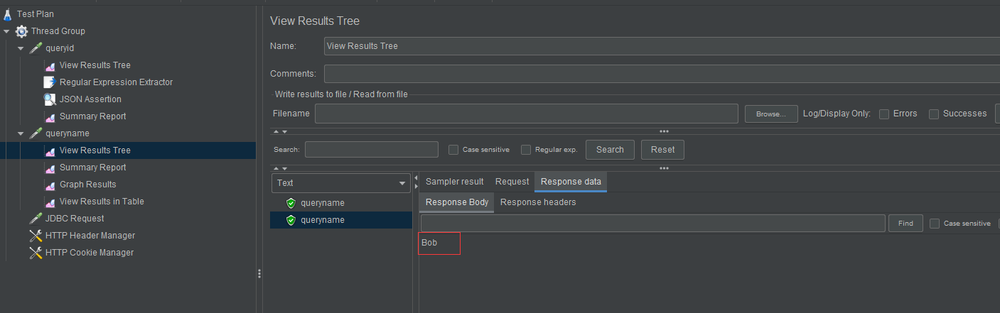 Test Plan
Thread Group
queryid
View Results Tree
Regular Expression Extractor
JSON Assertion
Summary Report
queryname
View Results Tree
Summary Report
Graph Results
View Results in Table
JDBC Request
HTTP Header Manager
HTTP Cookie Manager
View Results Tree
Name: View Results Tree
Comments:
Write results to file / Read from file
Filename Browse... Log/Display Only: Errors Successes
Search: Case sensitive Regular exp. Search Reset
Text
queryname
queryname
Sampler result Request Response data
Response Body Response headers
Find Case sensitive
Bob